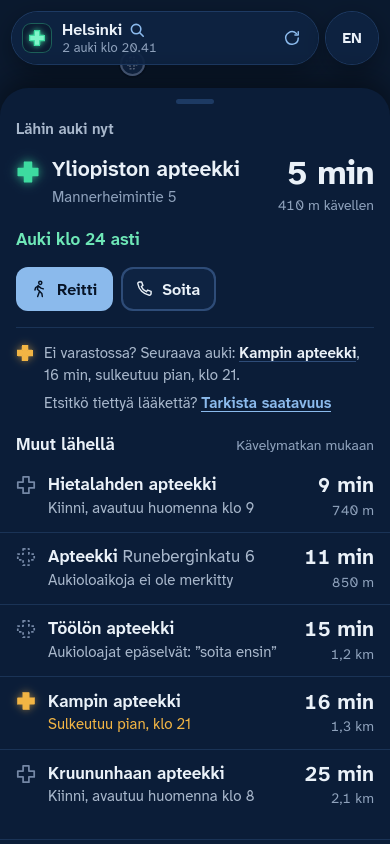 Helsinki
2 auki klo 20.41
EN
Lähin auki nyt
Yliopiston apteekki
5 min
Mannerheimintie 5
410 m kävellen
Auki klo 24 asti
Reitti
Soita
Ei varastossa? Seuraava auki: Kampin apteekki,
16 min, sulkeutuu pian, klo 21.
Etsitkö tiettyä lääkettä? Tarkista saatavuus
Muut lähellä
Kävelymatkan mukaan
Hietalahden apteekki
9 min
Kiinni, avautuu huomenna klo 9
740 m
Apteekki Runeberginkatu 6
11 min
Aukioloaikoja ei ole merkitty
850 m
Töölön apteekki
15 min
Aukioloajat epäselvät: ”soita ensin”
1,2 km
Kampin apteekki
16 min
Sulkeutuu pian, klo 21
1,3 km
Kruununhaan apteekki
25 min
Kiinni, avautuu huomenna klo 8
2,1 km